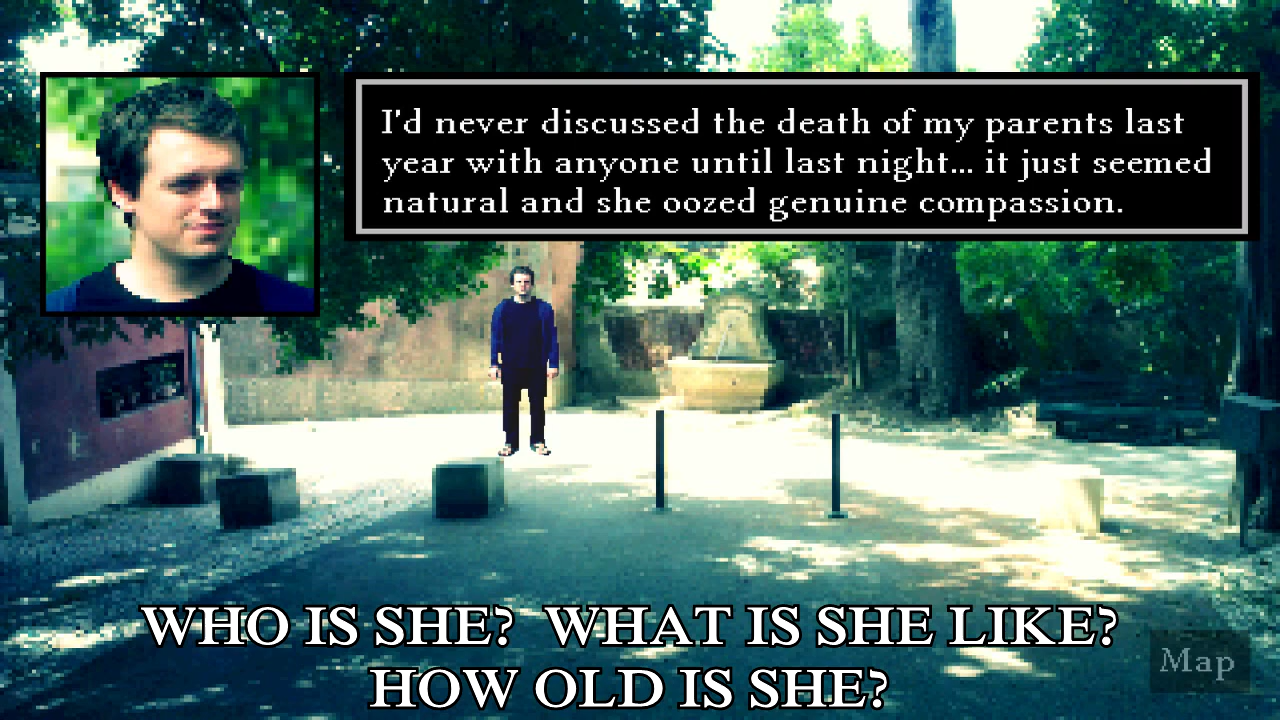 I'd never discussed the death of my parents last
year with anyone until last night... it just seemed
natural and she oozed genuine compassion.
WHO IS SHE? WHAT IS SHE LIKE?
HOW OLD IS SHE?
Map